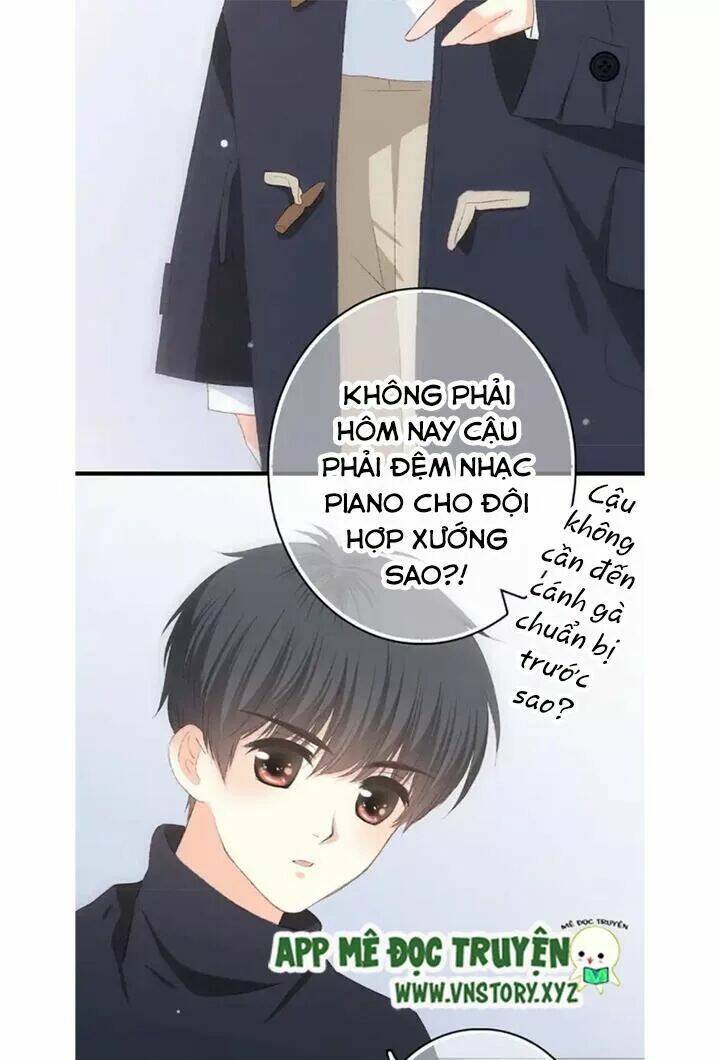 KHÔNG PHẢI
HÔM NAY CẬU
PHẢI ĐỆM NHẠC
PIANO CHO ĐỘI
HỢP XƯỚNG
SAO?!
Cậu
không
cần đến
cánh gà
chuẩn bị
trước
sao?
MÊ ĐỌC TRUYỆN
APP MÊ ĐỌC TRUYỆN
WWW.VNSTORY.XYZ